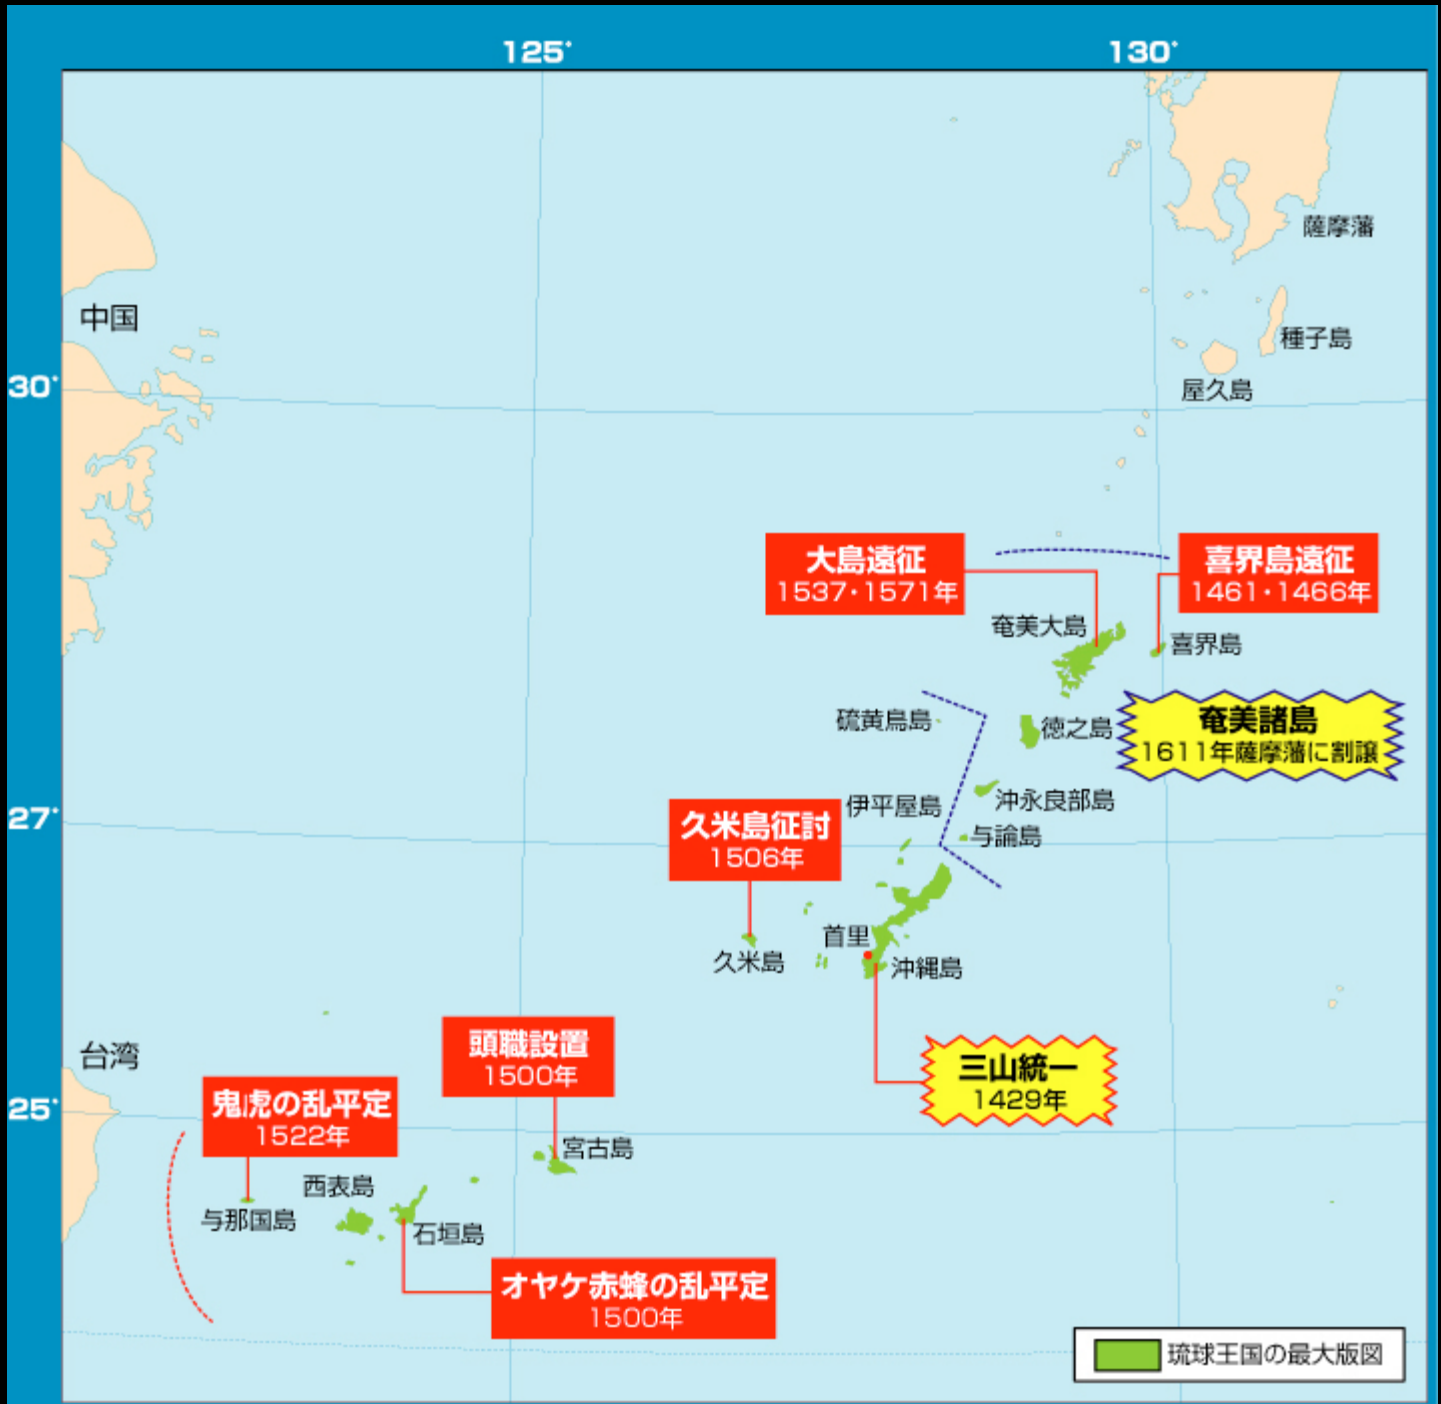 125°
130°
薩摩藩
中国
種子島
30°
屋久島
大島遠征
1537・1571年
喜界島遠征
1461・1466年
奄美大島
喜界島
硫黄鳥島
徳之島
奄美諸島
1611年薩摩藩に割譲
伊平屋島
沖永良部島
27°
久米島征討
1506年
与論島
首里
久米島
沖縄島
台湾
頭職設置
1500年
三山統一
1429年
25°
鬼虎の乱平定
1522年
宮古島
西表島
与那国島
石垣島
オヤケ赤蜂の乱平定
1500年
琉球王国の最大版図